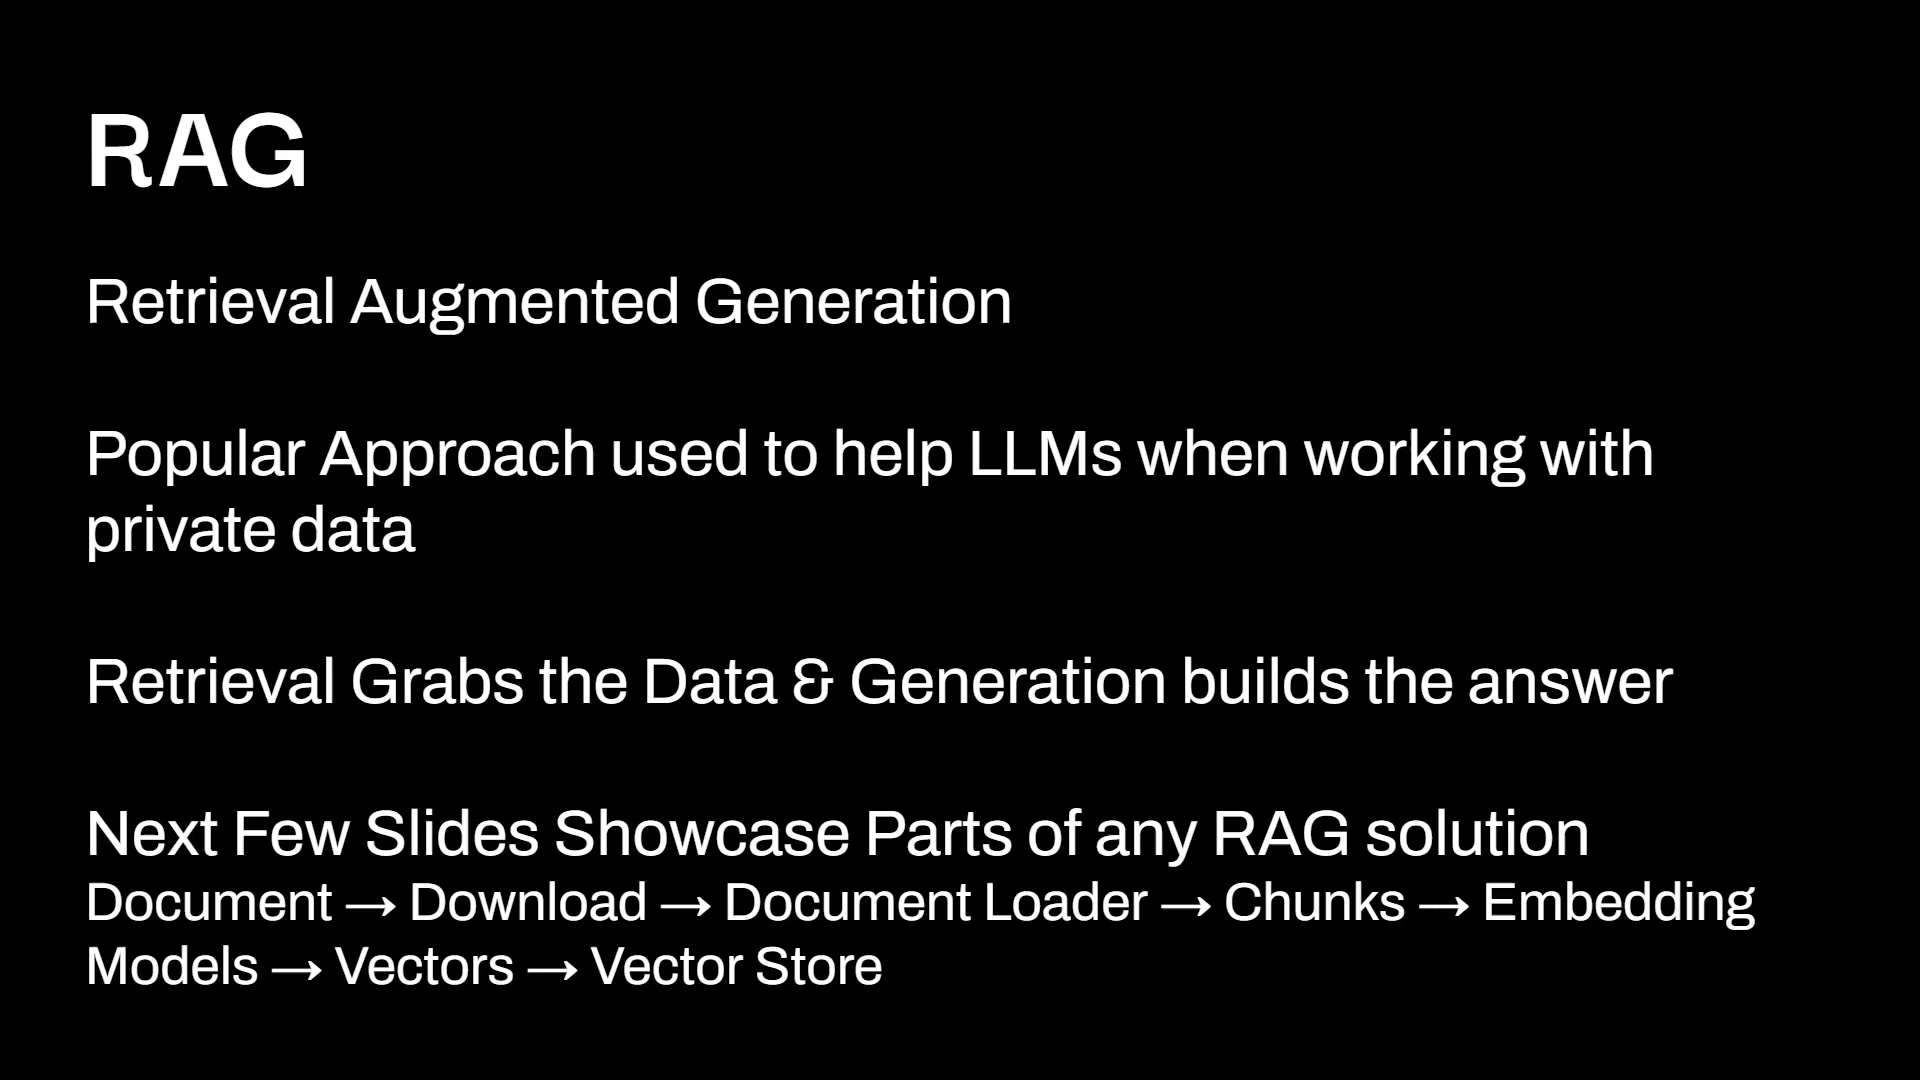 RAG
Retrieval Augmented Generation
Popular Approach used to help LLMs when working with
private data
Retrieval Grabs the Data & Generation builds the answer
Next Few Slides Showcase Parts of any RAG solution
Document → Download → Document Loader → Chunks → Embedding
Models → Vectors → Vector Store